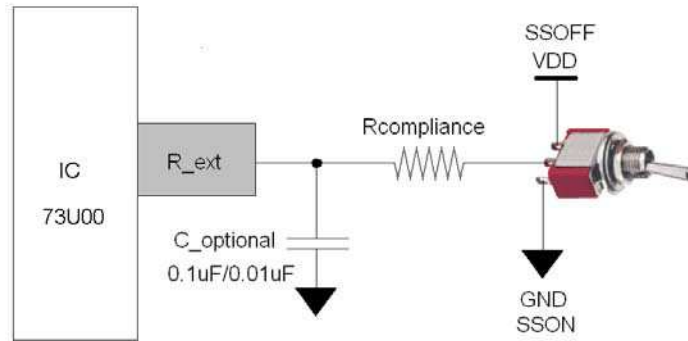 SSOFF
VDD
Rcompliance
R_ext
IC
73U00
C_optional
0.1uF/0.01uF
GND
SSON